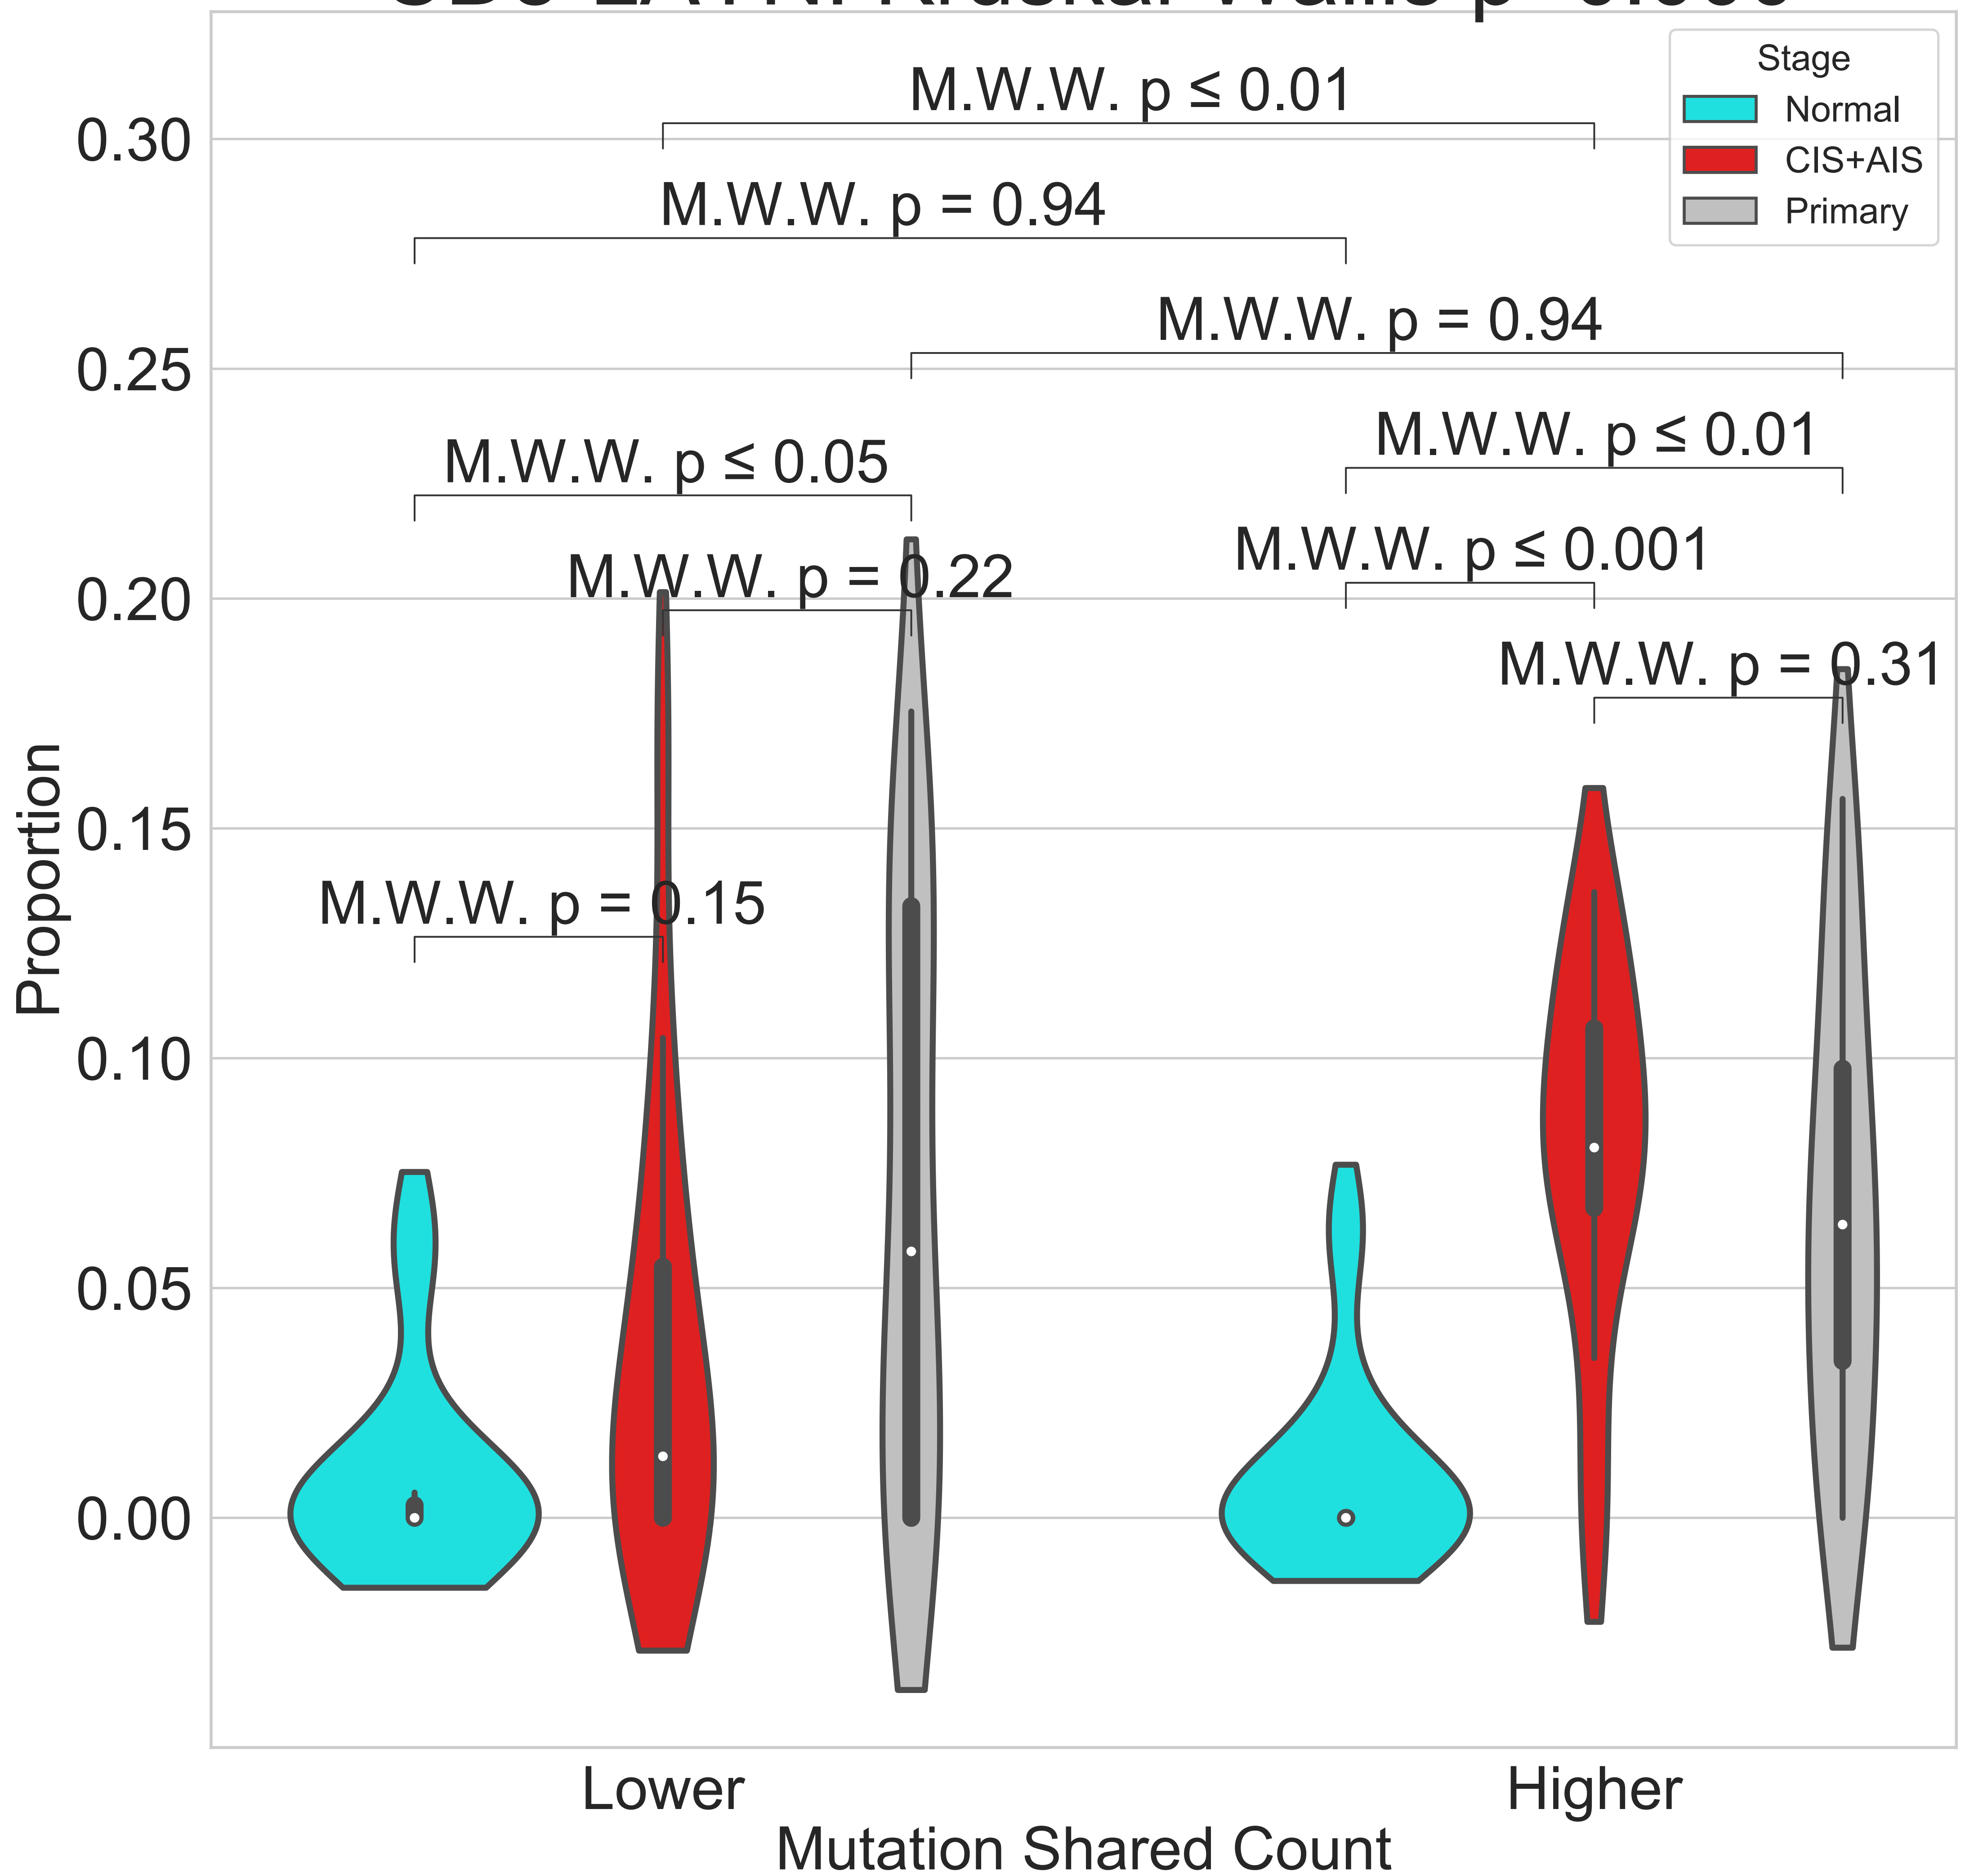 Stage
Normal
CIS+AIS
Primary
M.W.W. p ≤ 0.01
M.W.W. p = 0.94
M.W.W. p = 0.94
M.W.W. p ≤ 0.01
M.W.W. p ≤ 0.05
M.W.W. p ≤ 0.001
M.W.W. p = 0.22
M.W.W. p = 0.31
M.W.W. p = 0.15
0.30
0.25
0.20
0.15
0.10
0.05
0.00
Proportion
Lower
Higher
Mutation Shared Count